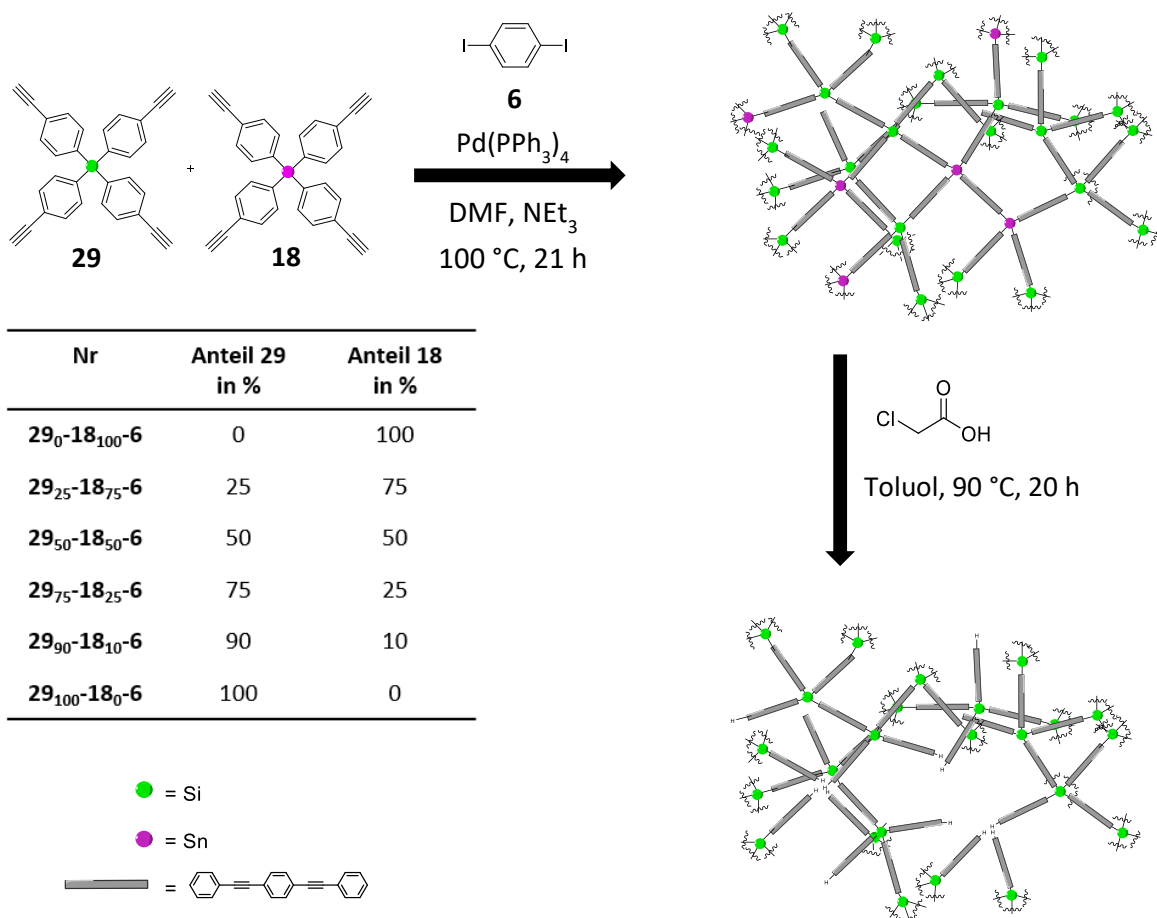 I I
6
Pd(PPh3)4
DMF, NEt3
100 °C, 21 h
+
29
18
Nr Anteil 29 in % Anteil 18 in %
29₀-18₁₀₀-6 0 100
29₂₅-18₇₅-6 25 75
29₅₀-18₅₀-6 50 50
29₇₅-18₂₅-6 75 25
29₉₀-18₁₀-6 90 10
29₁₀₀-18₀-6 100 0
O
Cl
OH
Toluol, 90 °C, 20 h
= Si
= Sn
=
H
H
H
H
H
H
H
H
H
H
H
H